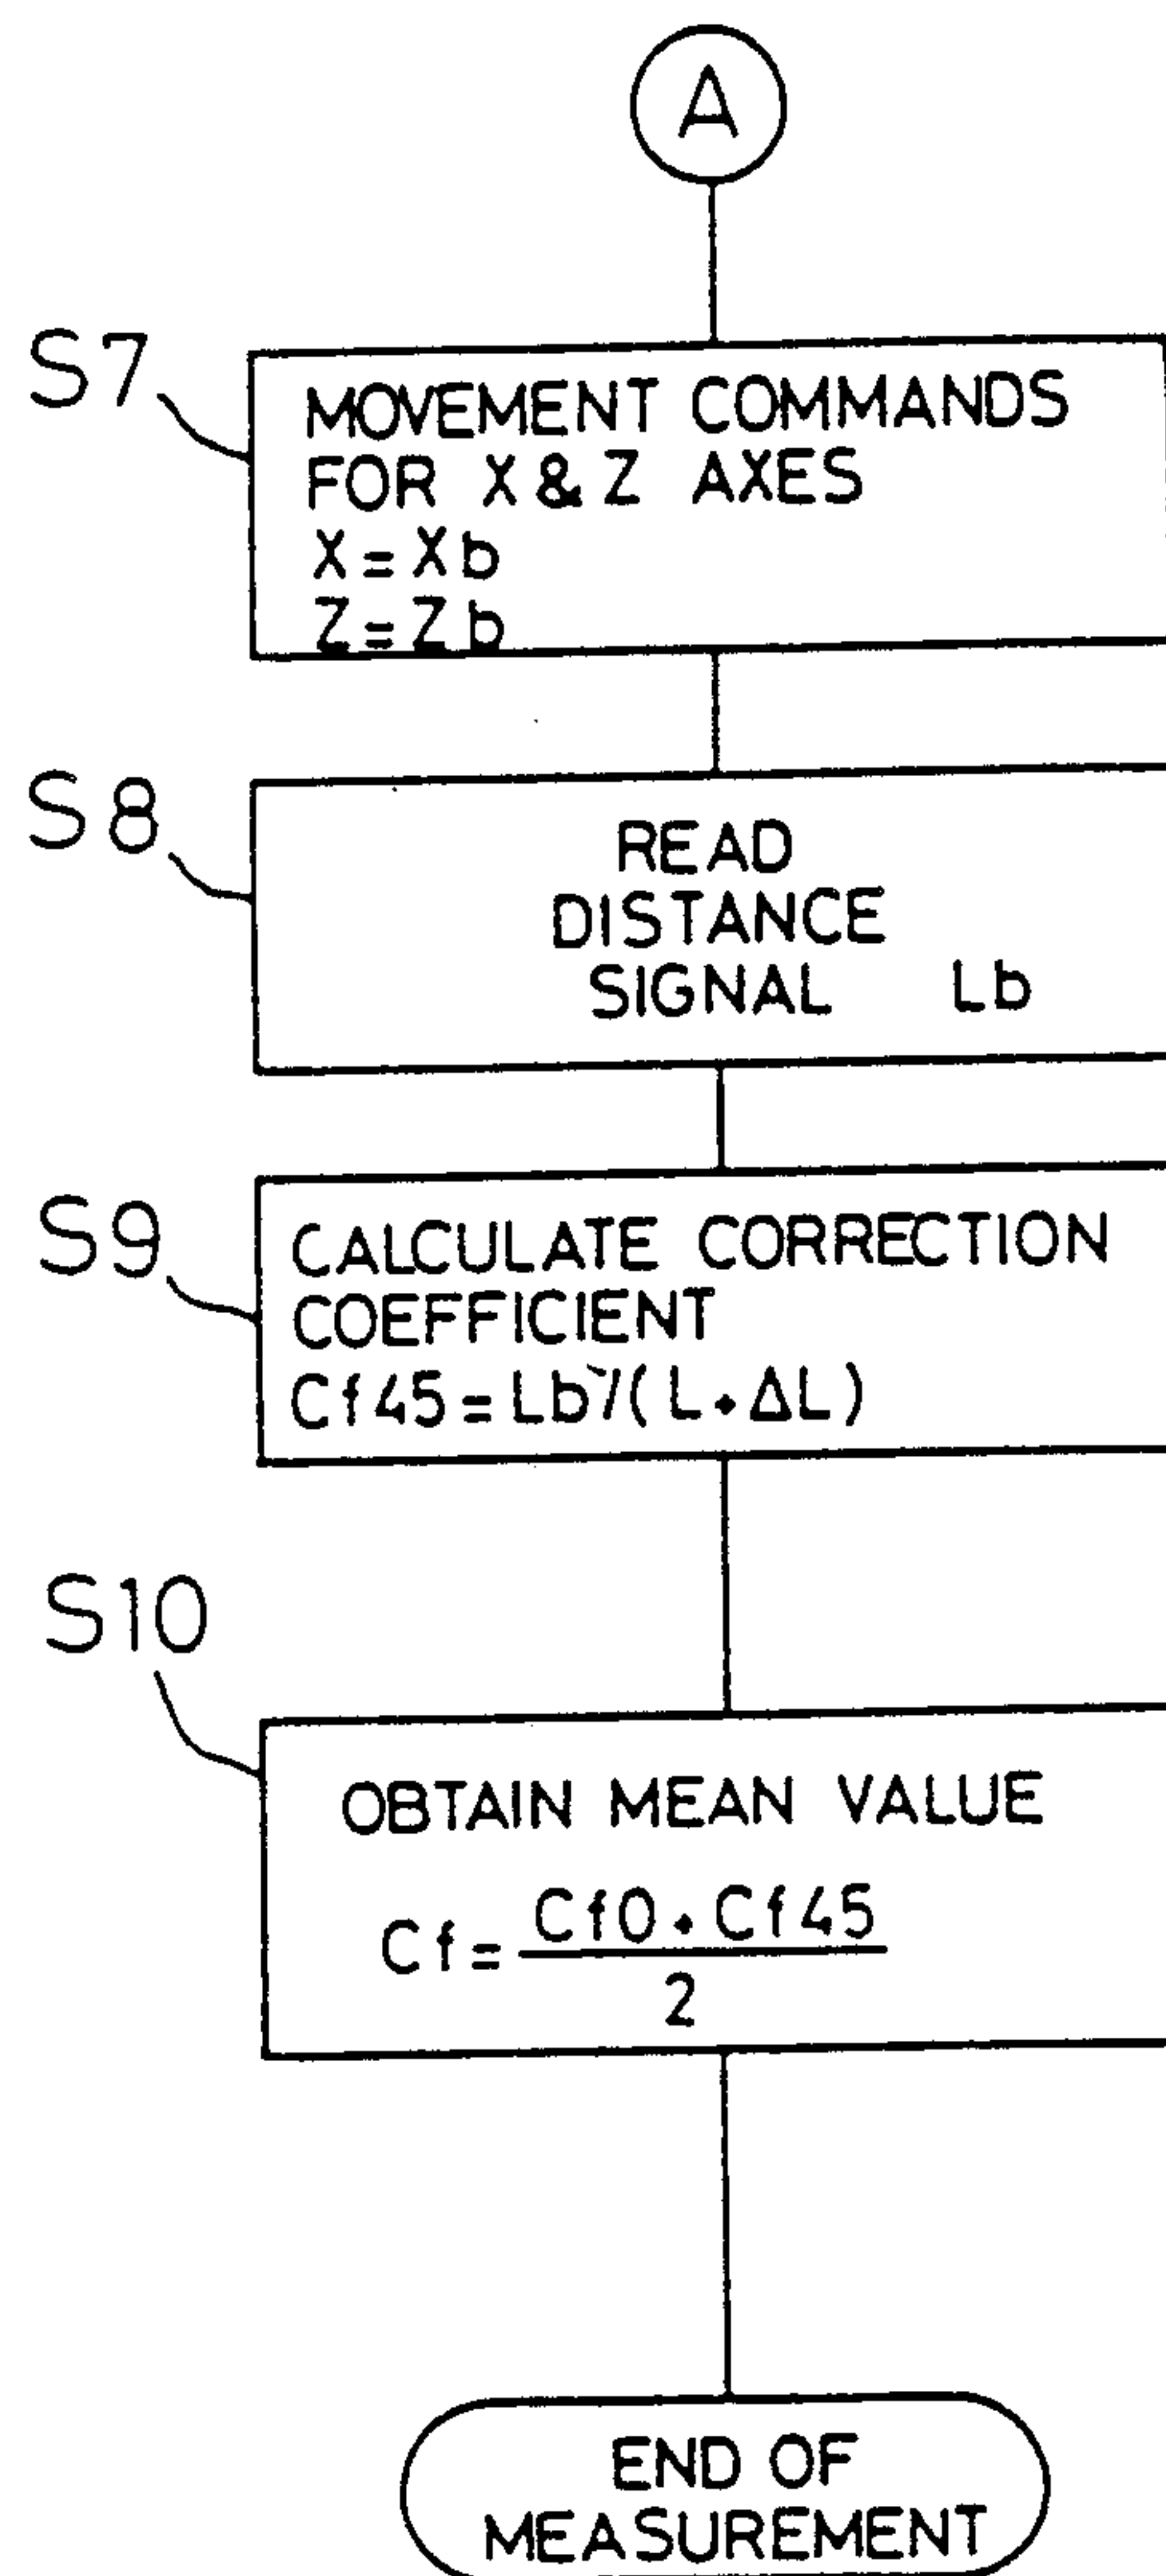 A
S7
MOVEMENT COMMANDS
FOR X & Z AXES
X = Xb
Z = Zb
S8
READ
DISTANCE
SIGNAL Lb
S9
CALCULATE CORRECTION
COEFFICIENT
Cf45 = Lb/(L+ΔL)
S10
OBTAIN MEAN VALUE
Cf = Cf0 + Cf45
2
END OF
MEASUREMENT